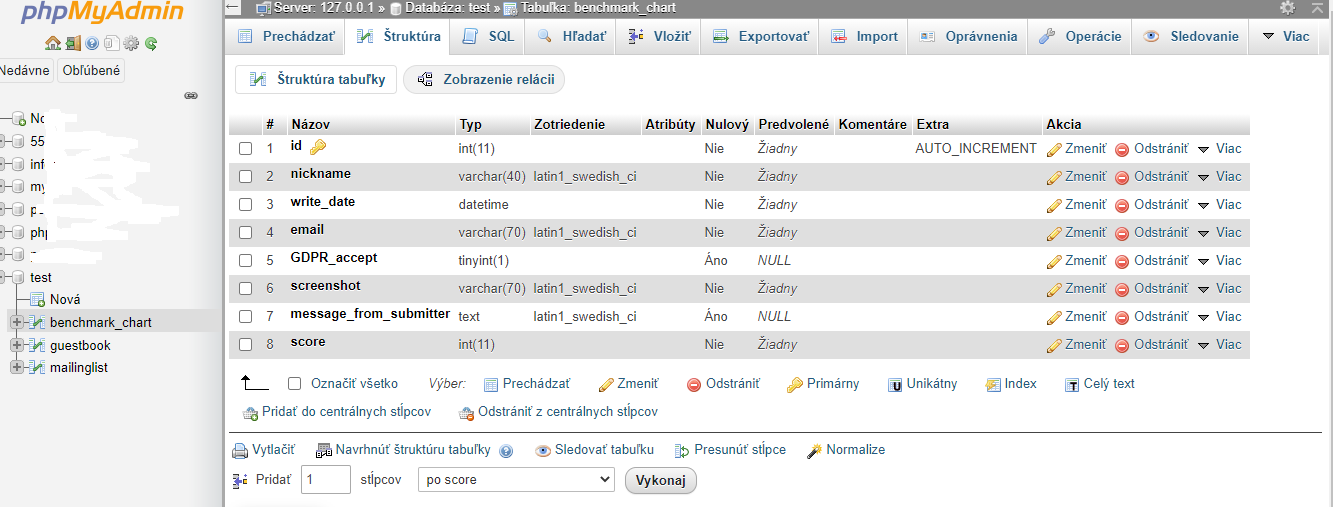 phpMyAdmin
Nedávne Obľúbené
55
test
Nová
benchmark_chart
guestbook
mailinglist
Server: 127.0.0.1 » Databáza: test » Tabuľka: benchmark_chart
Prechádzať Štruktúra SQL Hľadať Vložiť Exportovať Import Oprávnenia Operácie Sledovanie Viac
Štruktúra tabuľky Zobrazenie relácii
# Názov Typ Zotriedenie Atribúty Nulový Predvolené Komentáre Extra Akcia
1 id int(11) Nie Žiadny AUTO_INCREMENT Zmeniť Odstrániť Viac
2 nickname varchar(40) latin1_swedish_ci Nie Žiadny Zmeniť Odstrániť Viac
3 write_date datetime Nie Žiadny Zmeniť Odstrániť Viac
4 email varchar(70) latin1_swedish_ci Nie Žiadny Zmeniť Odstrániť Viac
5 GDPR_accept tinyint(1) Áno NULL Zmeniť Odstrániť Viac
6 screenshot varchar(70) latin1_swedish_ci Nie Žiadny Zmeniť Odstrániť Viac
7 message_from_submitter text latin1_swedish_ci Áno NULL Zmeniť Odstrániť Viac
8 score int(11) Nie Žiadny Zmeniť Odstrániť Viac
Označiť všetko Výber: Prechádzať Zmeniť Odstrániť Primárny Unikátny Index Celý text
Pridať do centrálnych stĺpcov Odstrániť z centrálnych stĺpcov
Vytlačiť Navrhnúť štruktúru tabuľky Sledovať tabuľku Presunúť stĺpce Normalize
Pridať 1 stĺpcov po score Vykonaj